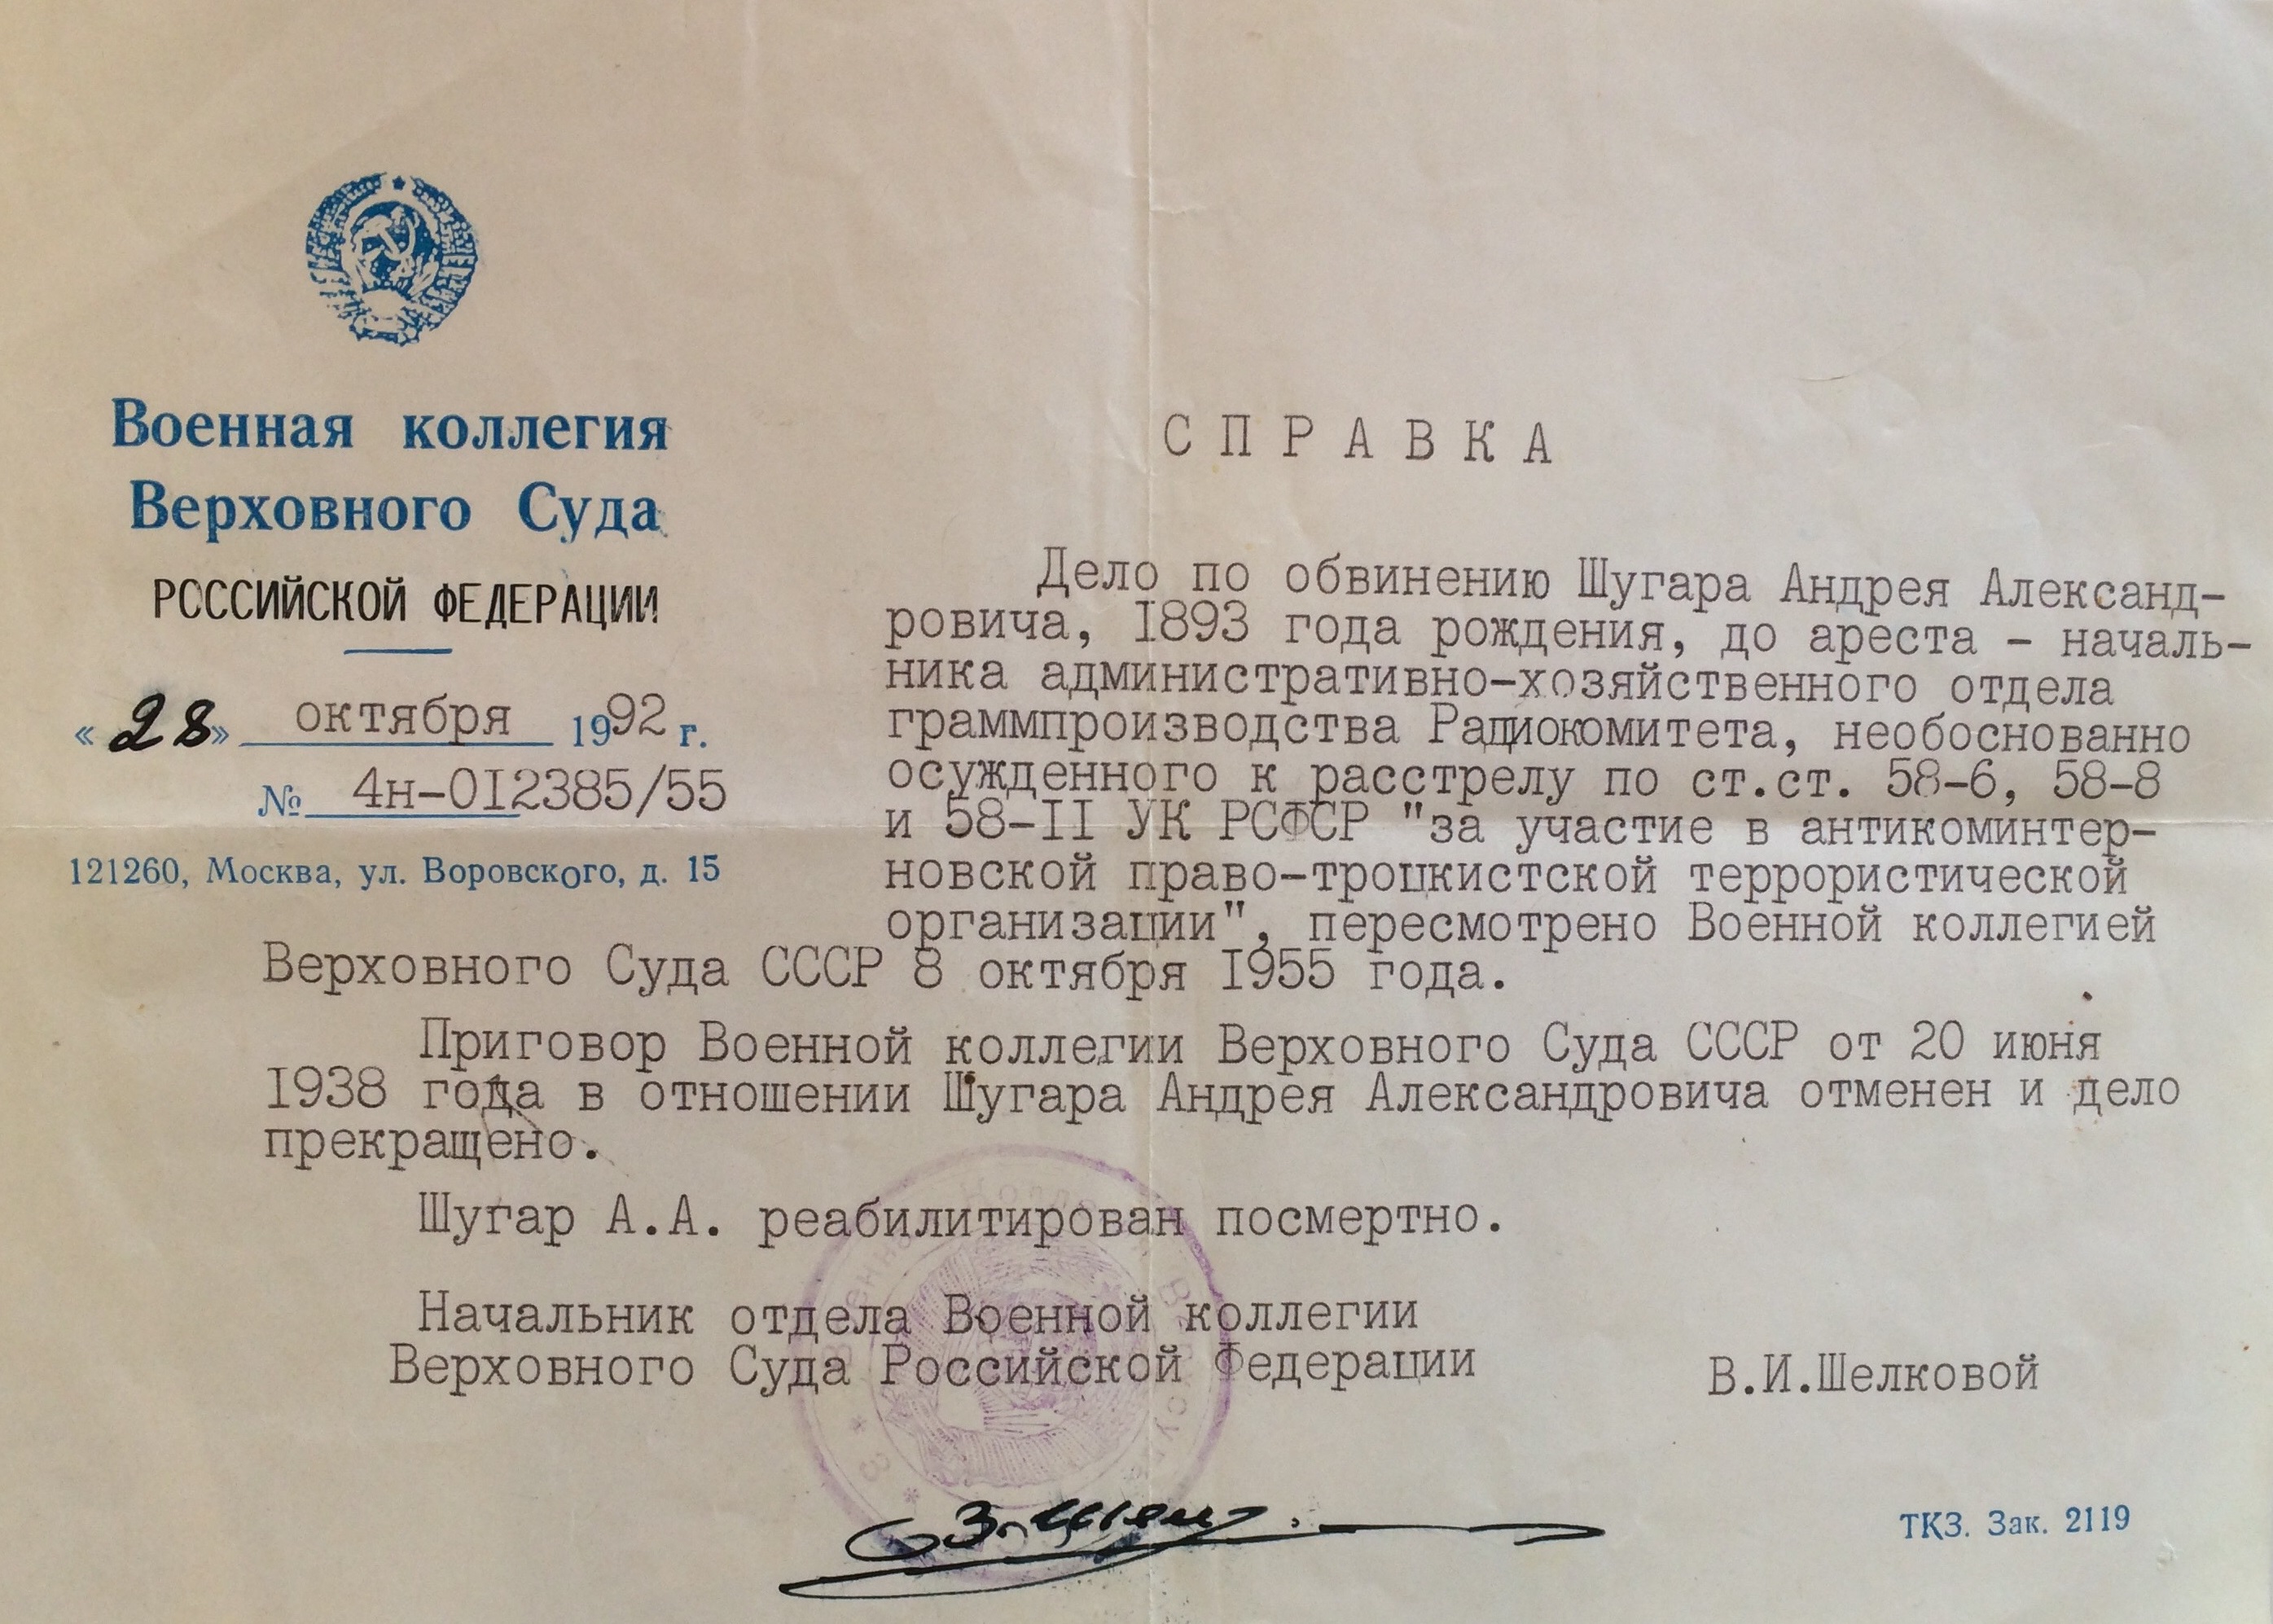 Военная коллегия
Верховного Суда
РОССИЙСКОЙ ФЕДЕРАЦИИ
«28» октября 1992 г.
№ 4н-012385/55
121260, Москва, ул. Воровского, д. 15
СПРАВКА
Дело по обвинению Шугара Андрея Александ-
ровича, 1893 года рождения, до ареста - началь-
ника административно-хозяйственного отдела
граммпроизводства Радиокомитета, необоснованно
осужденного к расстрелу по ст.ст. 58-6, 58-8
и 58-II УК РСФСР "за участие в антикоминтер-
новской право-троцкистской террористической
организации", пересмотрено Военной коллегией
Верховного Суда СССР 8 октября 1955 года.
Приговор Военной коллегии Верховного Суда СССР от 20 июня
1938 года в отношении Шугара Андрея Александровича отменен и дело
прекращено.
Шугар А.А. реабилитирован посмертно.
Начальник отдела Военной коллегии
Верховного Суда Российской Федерации
В.И.Шелковой
ТКЗ. Зак. 2119